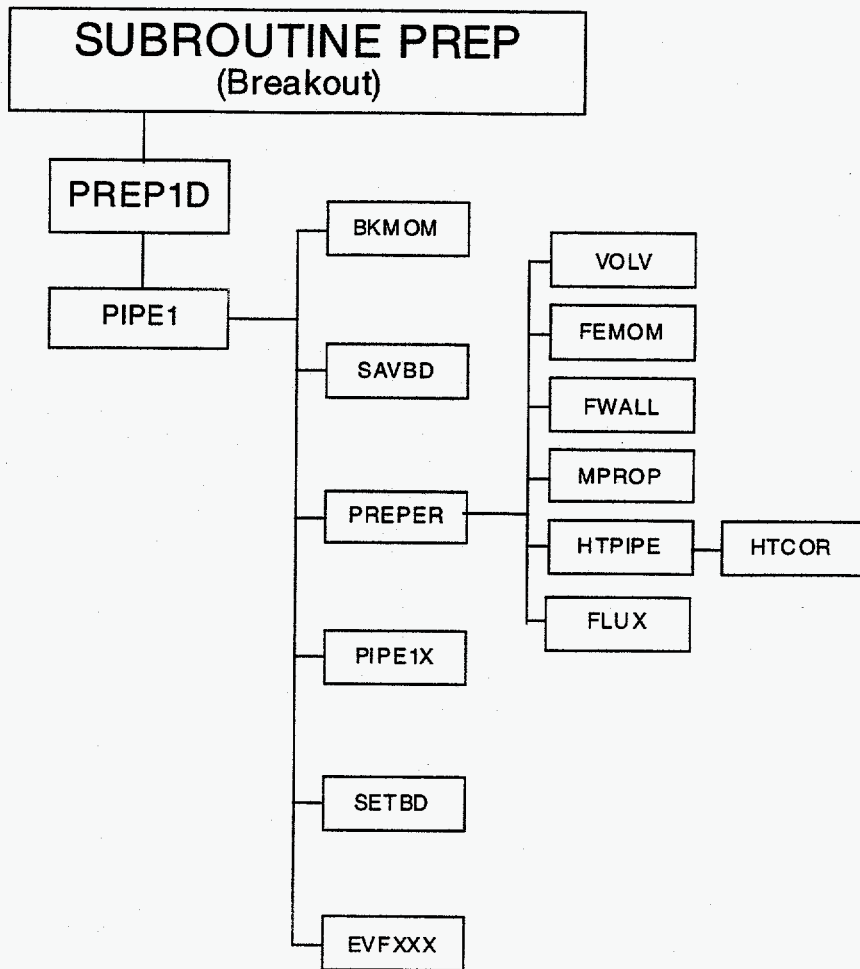 SUBROUTINE PREP
(Breakout)
PREP1D
PIPE1
BKMOM
SAVBD
PREPER
PIPE1X
SETBD
EVFXXX
VOLV
FEMOM
FWALL
MPROP
HTPIPE
HTCOR
FLUX